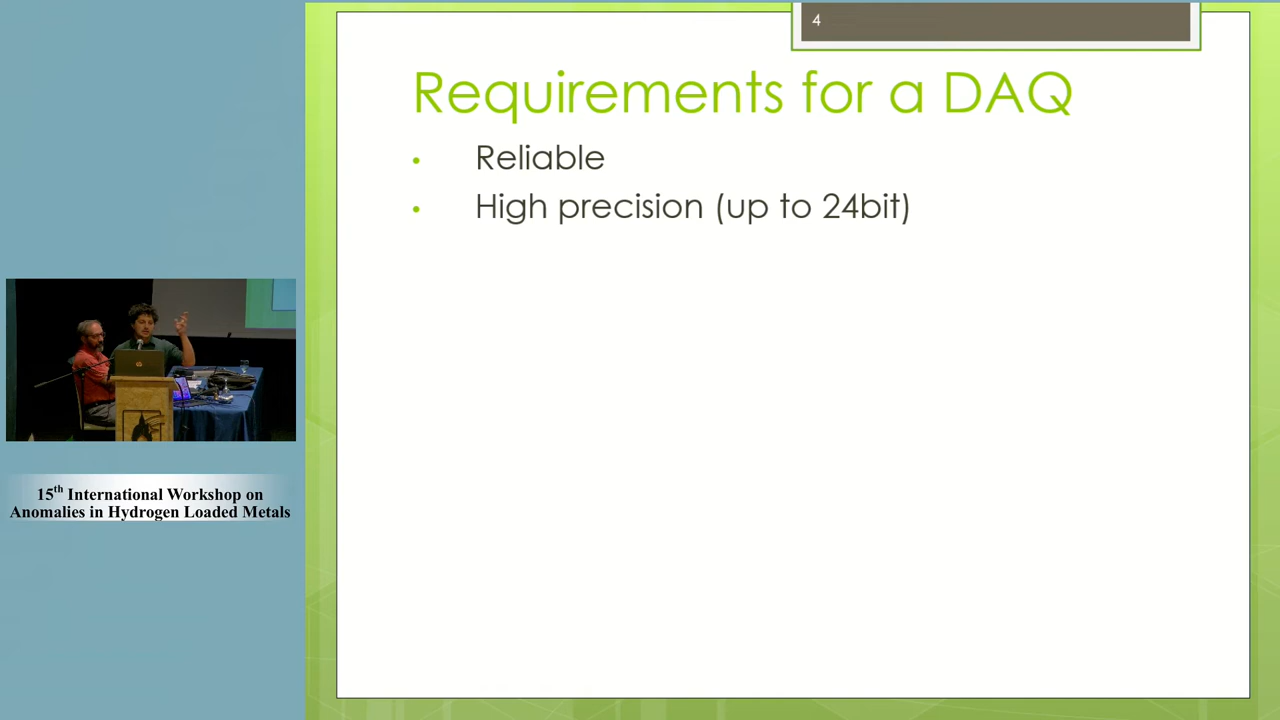 4
Requirements for a DAQ
• Reliable
• High precision (up to 24bit)
15th International Workshop on
Anomalies in Hydrogen Loaded Metals